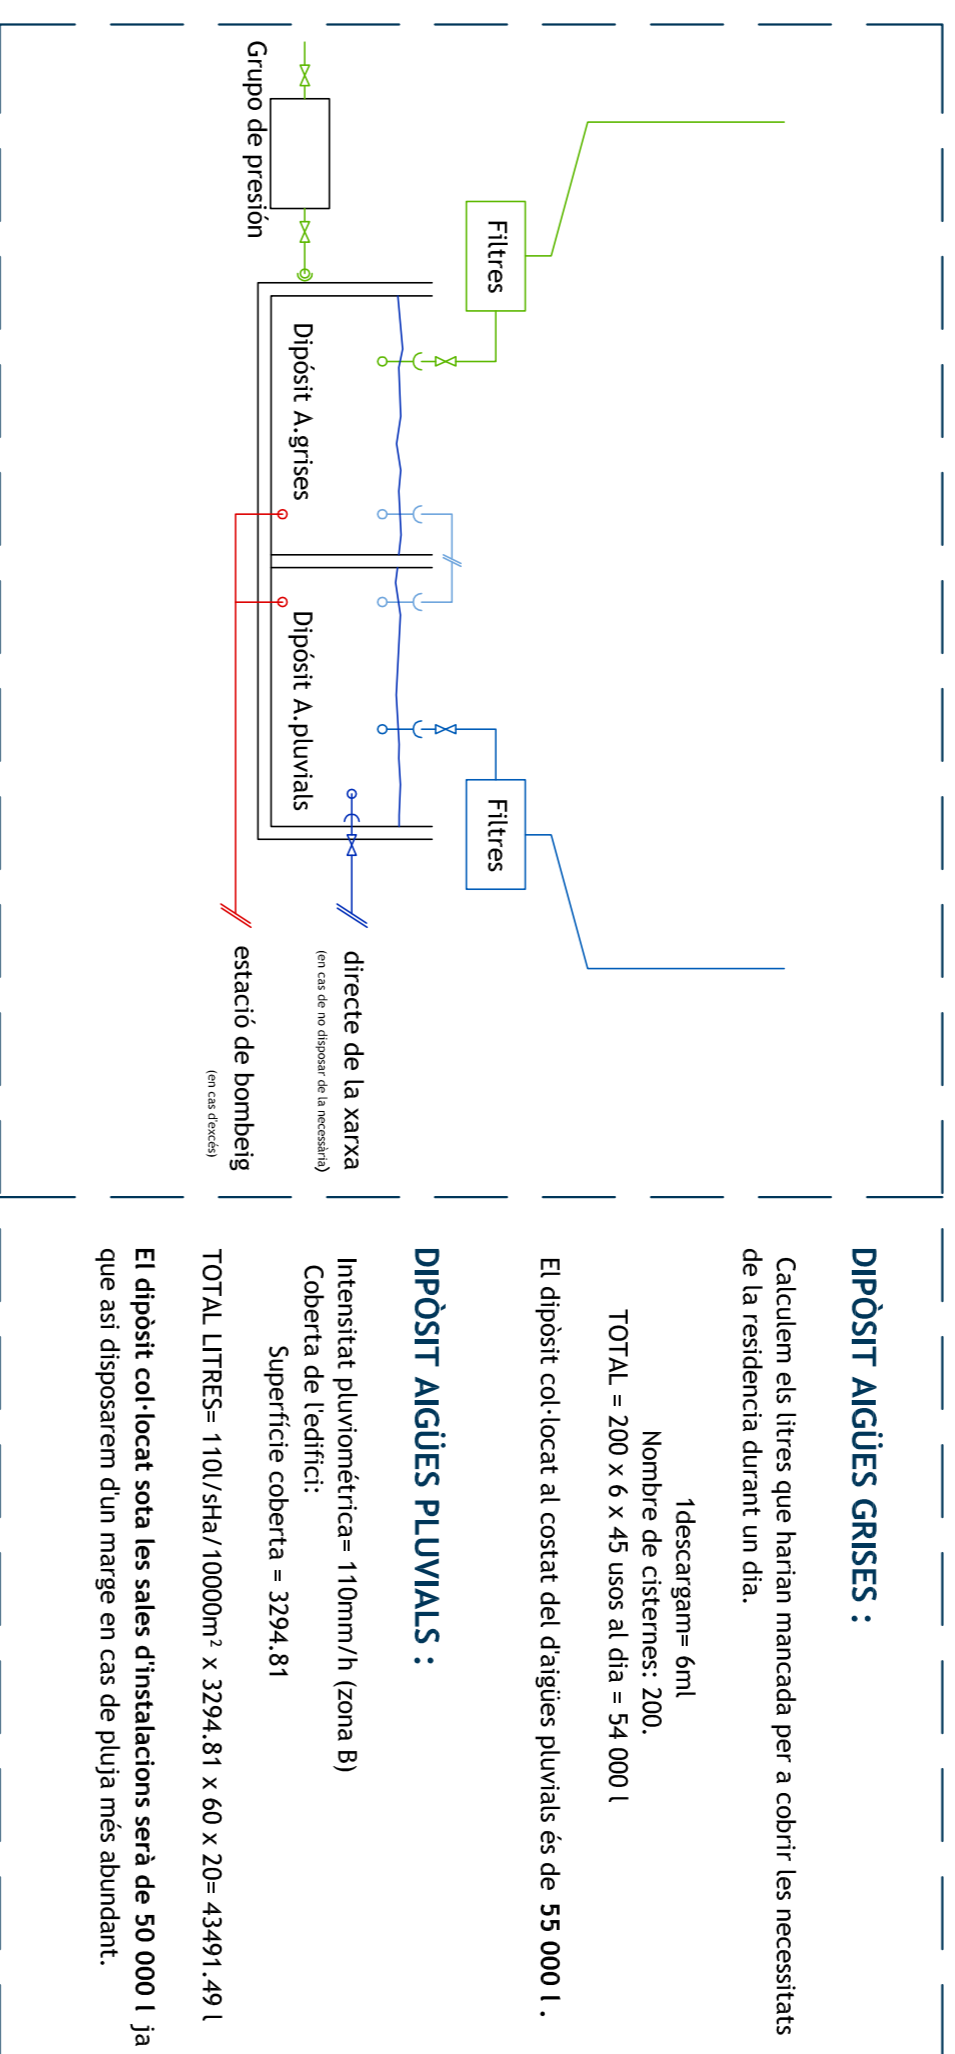 Grupo de presión
Filtres
Dipósit A.grises
Dipósit A.pluvials
Filtres
directe de la xarxa
(en cas de no disposar de la necessària)
estació de bombeig
(en cas d'excés)
DIPÒSIT AIGÜES GRISES :
Calculem els litres que harian mancada per a cobrir les necessitats
de la residencia durant un dia.
1descargam= 6ml
Nombre de cisternes: 200.
TOTAL = 200 x 6 x 45 usos al dia = 54 000 l
El dipòsit col·locat al costat del d'aigües pluvials és de 55 000 l .
DIPÒSIT AIGÜES PLUVIALS :
Intensitat pluviométrica= 110mm/h (zona B)
Coberta de l'edifici:
Superfície coberta = 3294.81
TOTAL LITRES= 110l/sHa/10000m² x 3294.81 x 60 x 20= 43491.49 l
El dipòsit col·locat sota les sales d'instalacions serà de 50 000 l ja
que asi disposarem d'un marge en cas de pluja més abundant.